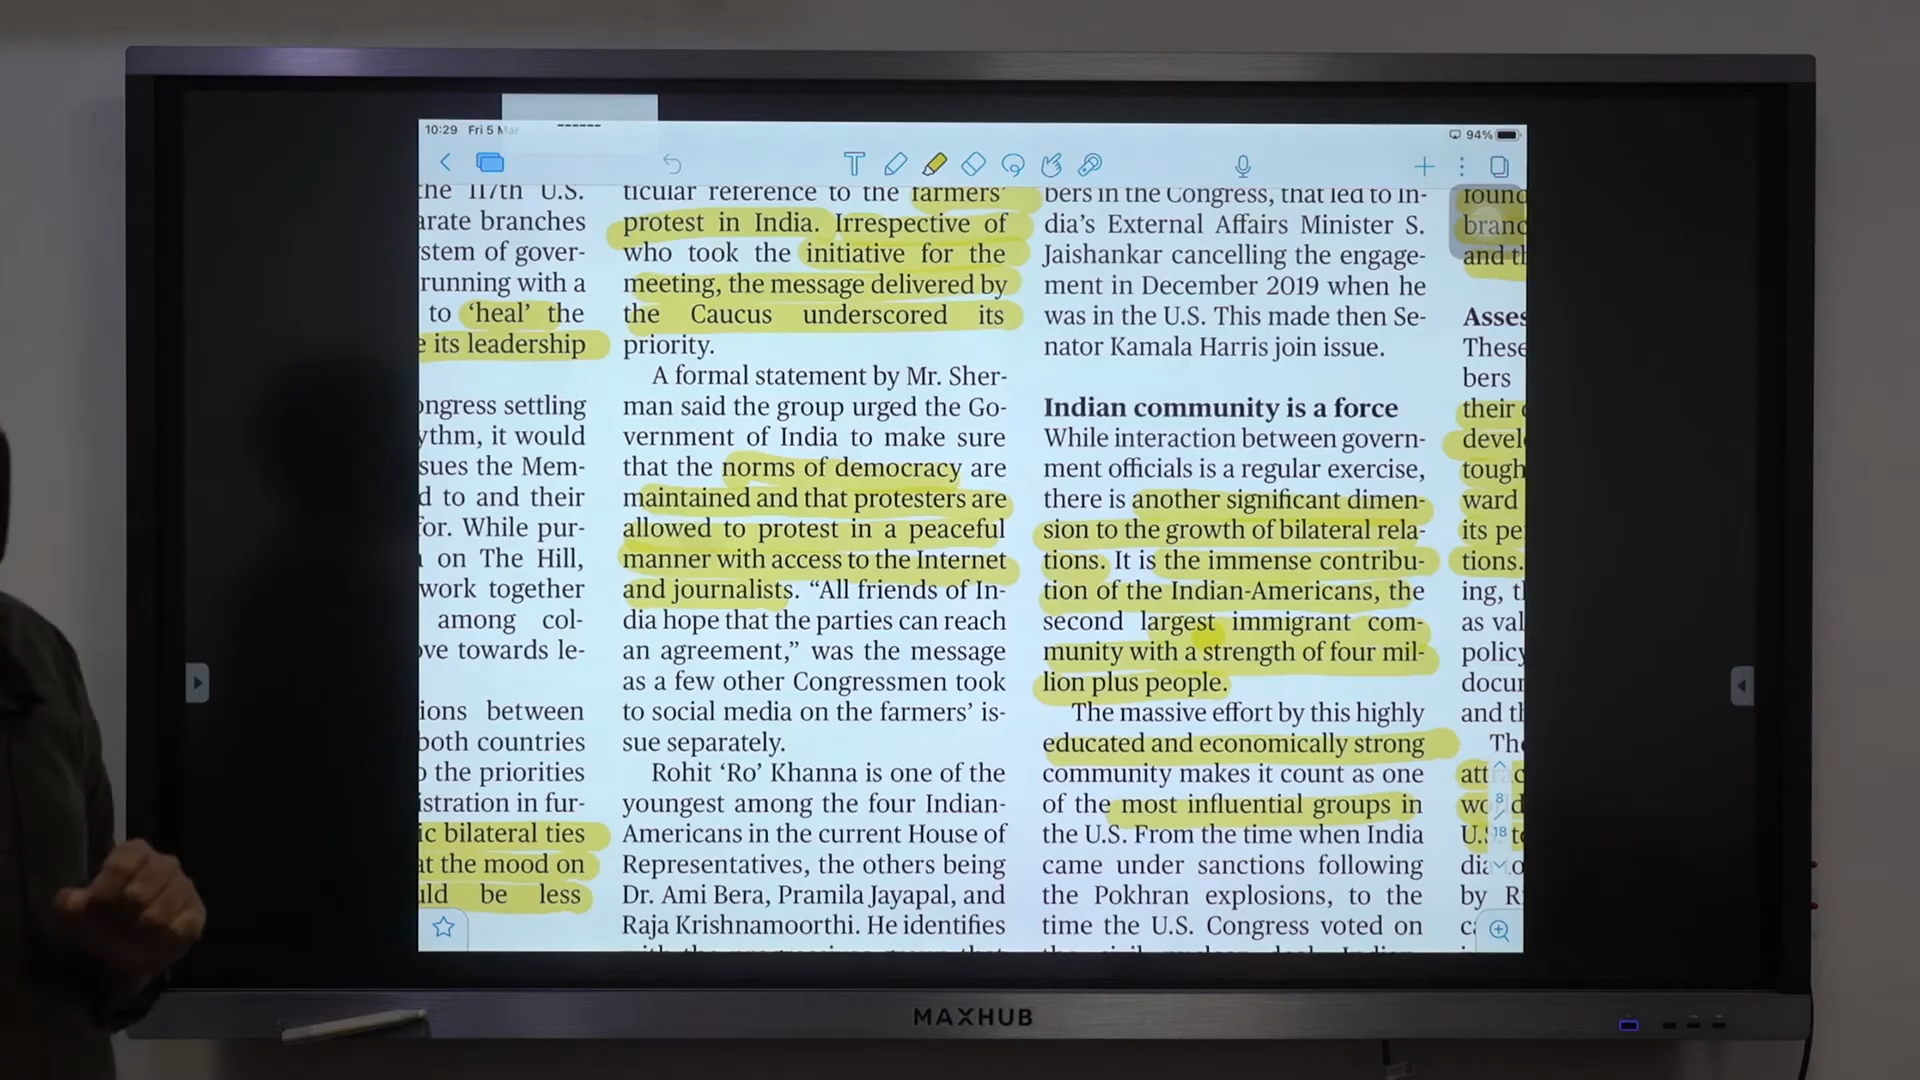 10:29 Fri 5 Mar
94%
the 117th U.S.
arate branches
stem of gover-
running with a
to ‘heal’ the
e its leadership
ongress settling
ythm, it would
sues the Mem-
d to and their
for. While pur-
on The Hill,
work together
among col-
ove towards le-
ions between
both countries
o the priorities
istration in fur-
ic bilateral ties
at the mood on
uld be less
ticular reference to the farmers’
protest in India. Irrespective of
who took the initiative for the
meeting, the message delivered by
the Caucus underscored its
priority.
A formal statement by Mr. Sher-
man said the group urged the Go-
vernment of India to make sure
that the norms of democracy are
maintained and that protesters are
allowed to protest in a peaceful
manner with access to the Internet
and journalists. “All friends of In-
dia hope that the parties can reach
an agreement,” was the message
as a few other Congressmen took
to social media on the farmers’ is-
sue separately.
Rohit ‘Ro’ Khanna is one of the
youngest among the four Indian-
Americans in the current House of
Representatives, the others being
Dr. Ami Bera, Pramila Jayapal, and
Raja Krishnamoorthi. He identifies
bers in the Congress, that led to In-
dia’s External Affairs Minister S.
Jaishankar cancelling the engage-
ment in December 2019 when he
was in the U.S. This made then Se-
nator Kamala Harris join issue.
Indian community is a force
While interaction between govern-
ment officials is a regular exercise,
there is another significant dimen-
sion to the growth of bilateral rela-
tions. It is the immense contribu-
tion of the Indian-Americans, the
second largest immigrant com-
munity with a strength of four mil-
lion plus people.
The massive effort by this highly
educated and economically strong
community makes it count as one
of the most influential groups in
the U.S. From the time when India
came under sanctions following
the Pokhran explosions, to the
time the U.S. Congress voted on
found
branc
and th
Asses
These
bers
their
devel
tough
ward
its pe
tions.
ing, t
as val
policy
docur
and th
The
by R
8
18
MAXHUB